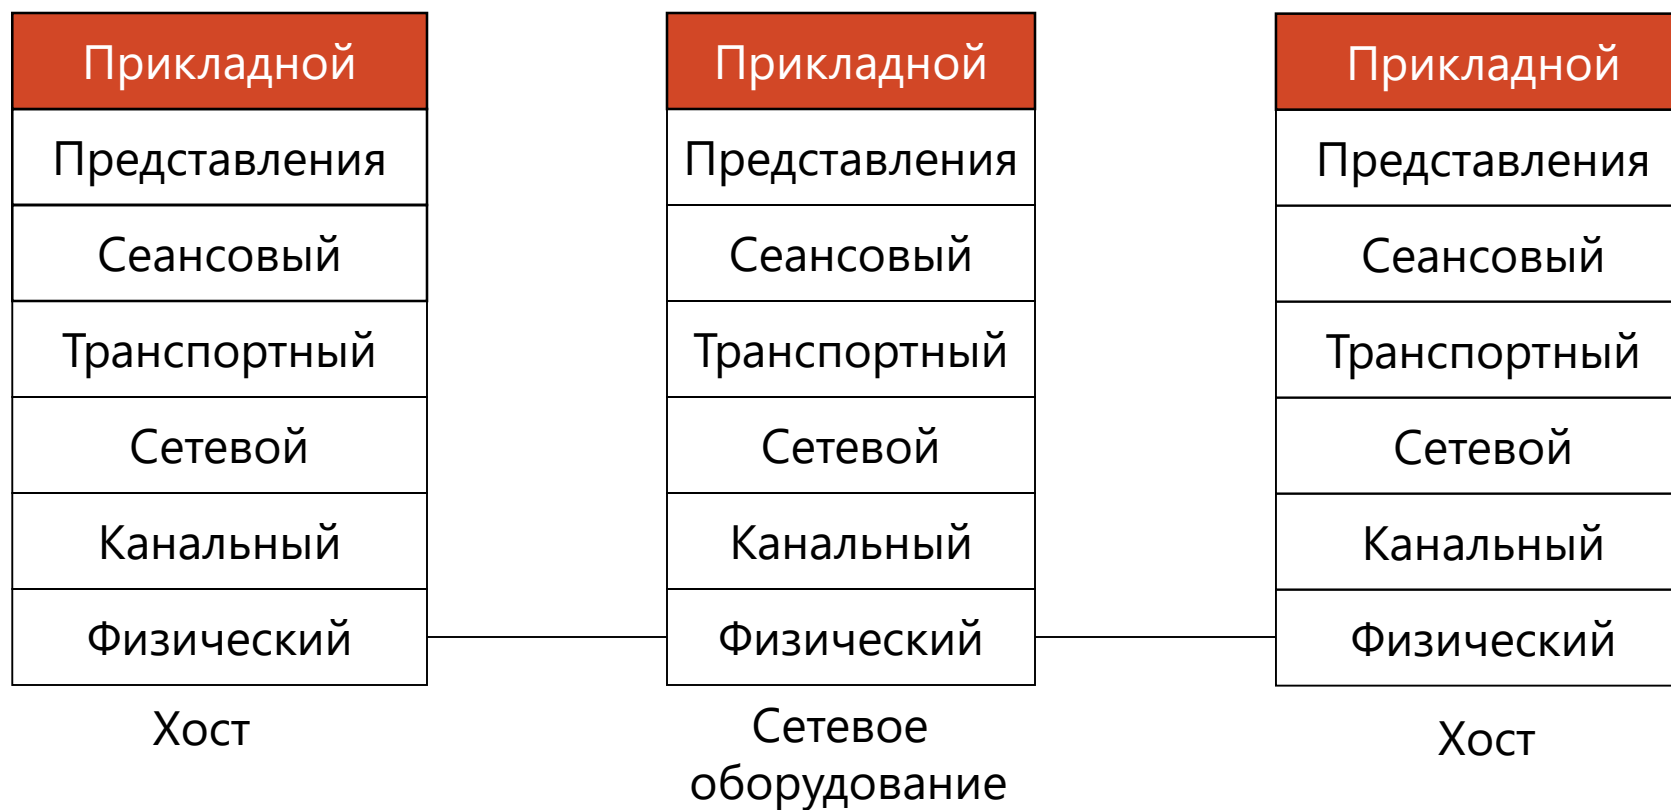 Прикладной
Представления
Сеансовый
Транспортный
Сетевой
Канальный
Физический
Хост
Прикладной
Представления
Сеансовый
Транспортный
Сетевой
Канальный
Физический
Сетевое
оборудование
Прикладной
Представления
Сеансовый
Транспортный
Сетевой
Канальный
Физический
Хост